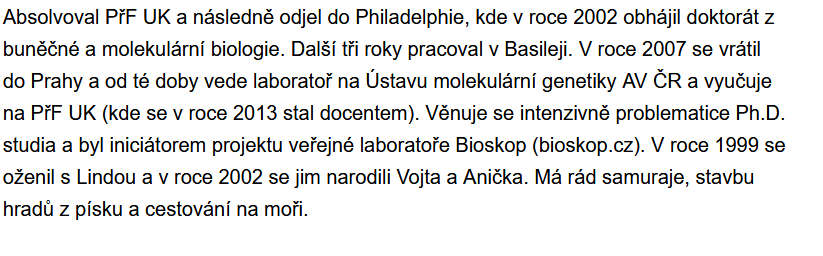 Absolvoval PřF UK a následně odjel do Philadelphie, kde v roce 2002 obhájil doktorát z
buněčné a molekulární biologie. Další tři roky pracoval v Basileji. V roce 2007 se vrátil
do Prahy a od té doby vede laboratoř na Ústavu molekulární genetiky AV ČR a vyučuje
na PřF UK (kde se v roce 2013 stal docentem). Věnuje se intenzivně problematice Ph.D.
studia a byl iniciátorem projektu veřejné laboratoře Bioskop (bioskop.cz). V roce 1999 se
oženil s Lindou a v roce 2002 se jim narodili Vojta a Anička. Má rád samuraje, stavbu
hradů z písku a cestování na moři.